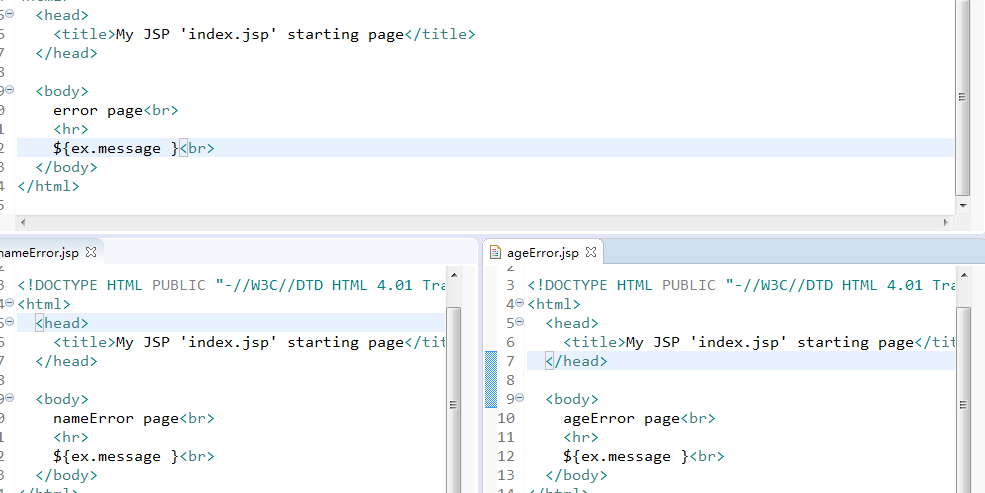 5 <head>
6 <title>My JSP 'index.jsp' starting page</title>
7 </head>
8
9 <body>
0 error page<br>
1 <hr>
2 ${ex.message }<br>
3 </body>
4 </html>
5
nameError.jsp
2
3 <!DOCTYPE HTML PUBLIC "-//W3C//DTD HTML 4.01 Tra
4 <html>
5 <head>
6 <title>My JSP 'index.jsp' starting page</tit
7 </head>
8
9 <body>
0 nameError page<br>
1 <hr>
2 ${ex.message }<br>
3 </body>
4 </html>
ageError.jsp
2
3 <!DOCTYPE HTML PUBLIC "-//W3C//DTD HTML 4.01 Tra
4 <html>
5 <head>
6 <title>My JSP 'index.jsp' starting page</tit
7 </head>
8
9 <body>
10 ageError page<br>
11 <hr>
12 ${ex.message }<br>
13 </body>
14 </html>